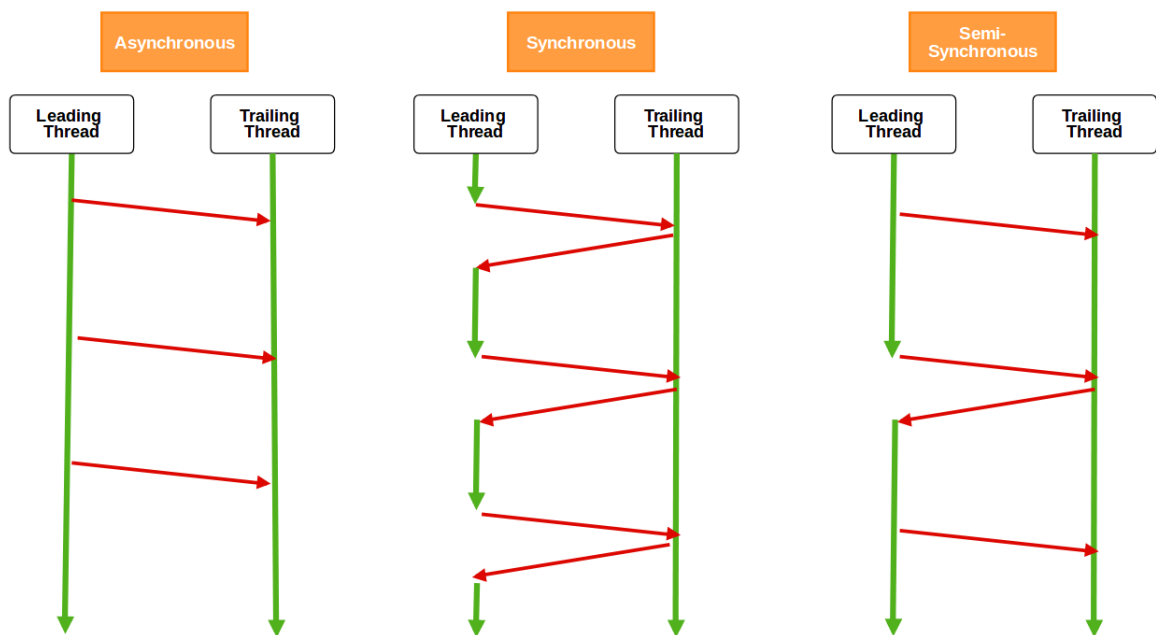 Asynchronous
Synchronous
Semi-
Synchronous
Leading
Thread
Trailing
Thread
Leading
Thread
Trailing
Thread
Leading
Thread
Trailing
Thread